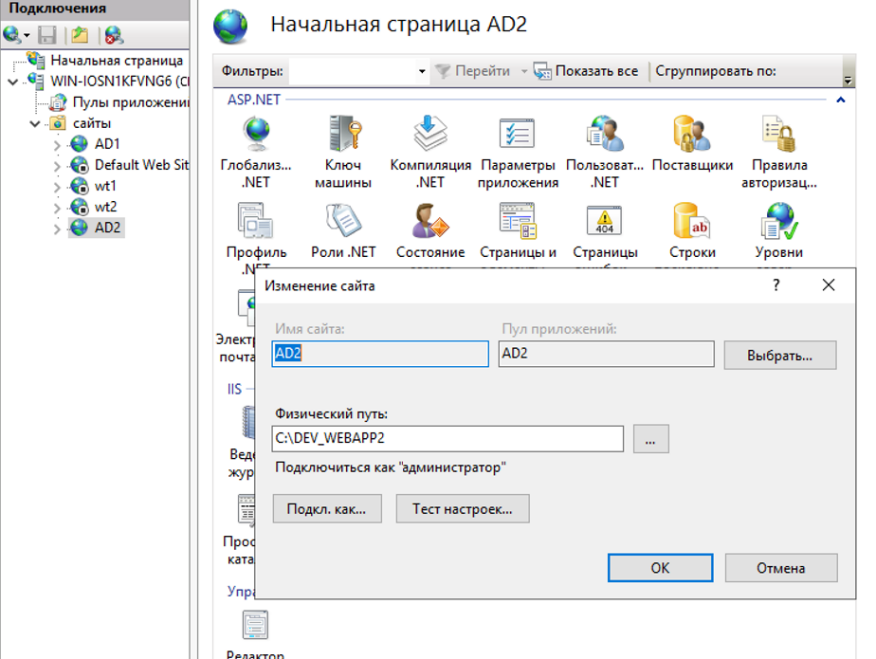 Подключения
Начальная страница
WIN-IOSN1KFVNG6 (
Пулы приложени
сайты
AD1
Default Web Sit
wt1
wt2
AD2
Начальная страница AD2
Фильтры:
Перейти
Показать все
Сгруппировать по:
ASP.NET
Глобализ... .NET
Ключ машины
Компиляция .NET
Параметры приложения
Пользоват... .NET
Поставщики
Правила авторизац...
Профиль .NET
Роли .NET
Состояние
Страницы и
Страницы
Строки
Уровни
404
ab
Элект
почта
IIS
Веде
жур
Прос
ката
Упра
Редактор
Изменение сайта
?
Имя сайта:
Пул приложений:
AD2
AD2
Выбрать...
Физический путь:
C:\DEV_WEBAPP2
...
Подключиться как "администратор"
Подкл. как...
Тест настроек...
OK
Отмена